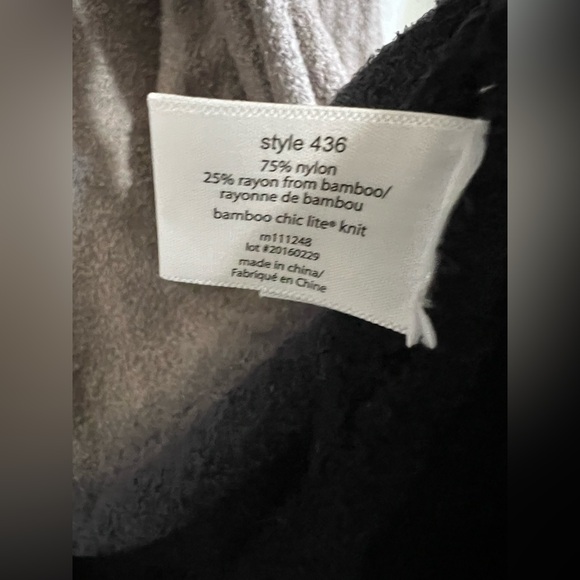 style 436
75% nylon
25% rayon from bamboo/
rayonne de bambou
bamboo chic lite® knit
m111248
lot #20160229
made in china/
Fabriqué en Chine